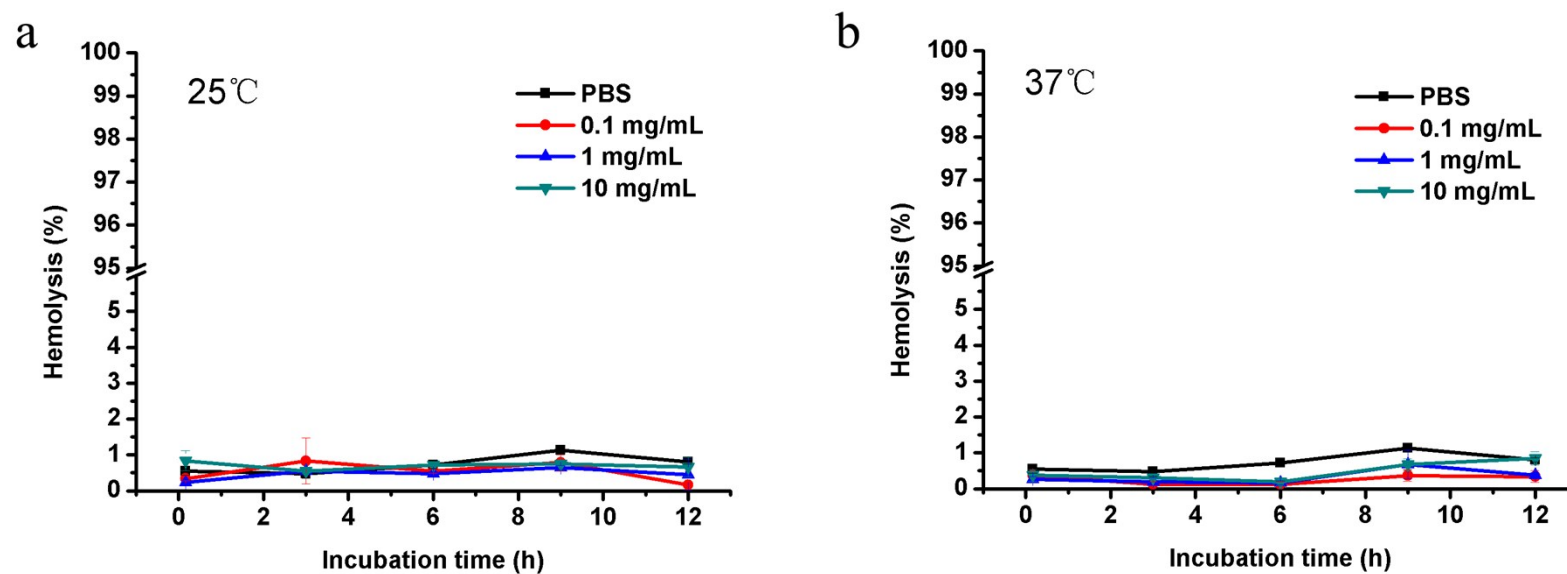 a
25℃
PBS
0.1 mg/mL
1 mg/mL
10 mg/mL
Hemolysis (%)
100
99
98
97
96
95
5
4
3
2
1
0
0 2 4 6 8 10 12
Incubation time (h)
b
37℃
PBS
0.1 mg/mL
1 mg/mL
10 mg/mL
Hemolysis (%)
100
99
98
97
96
95
5
4
3
2
1
0
0 2 4 6 8 10 12
Incubation time (h)